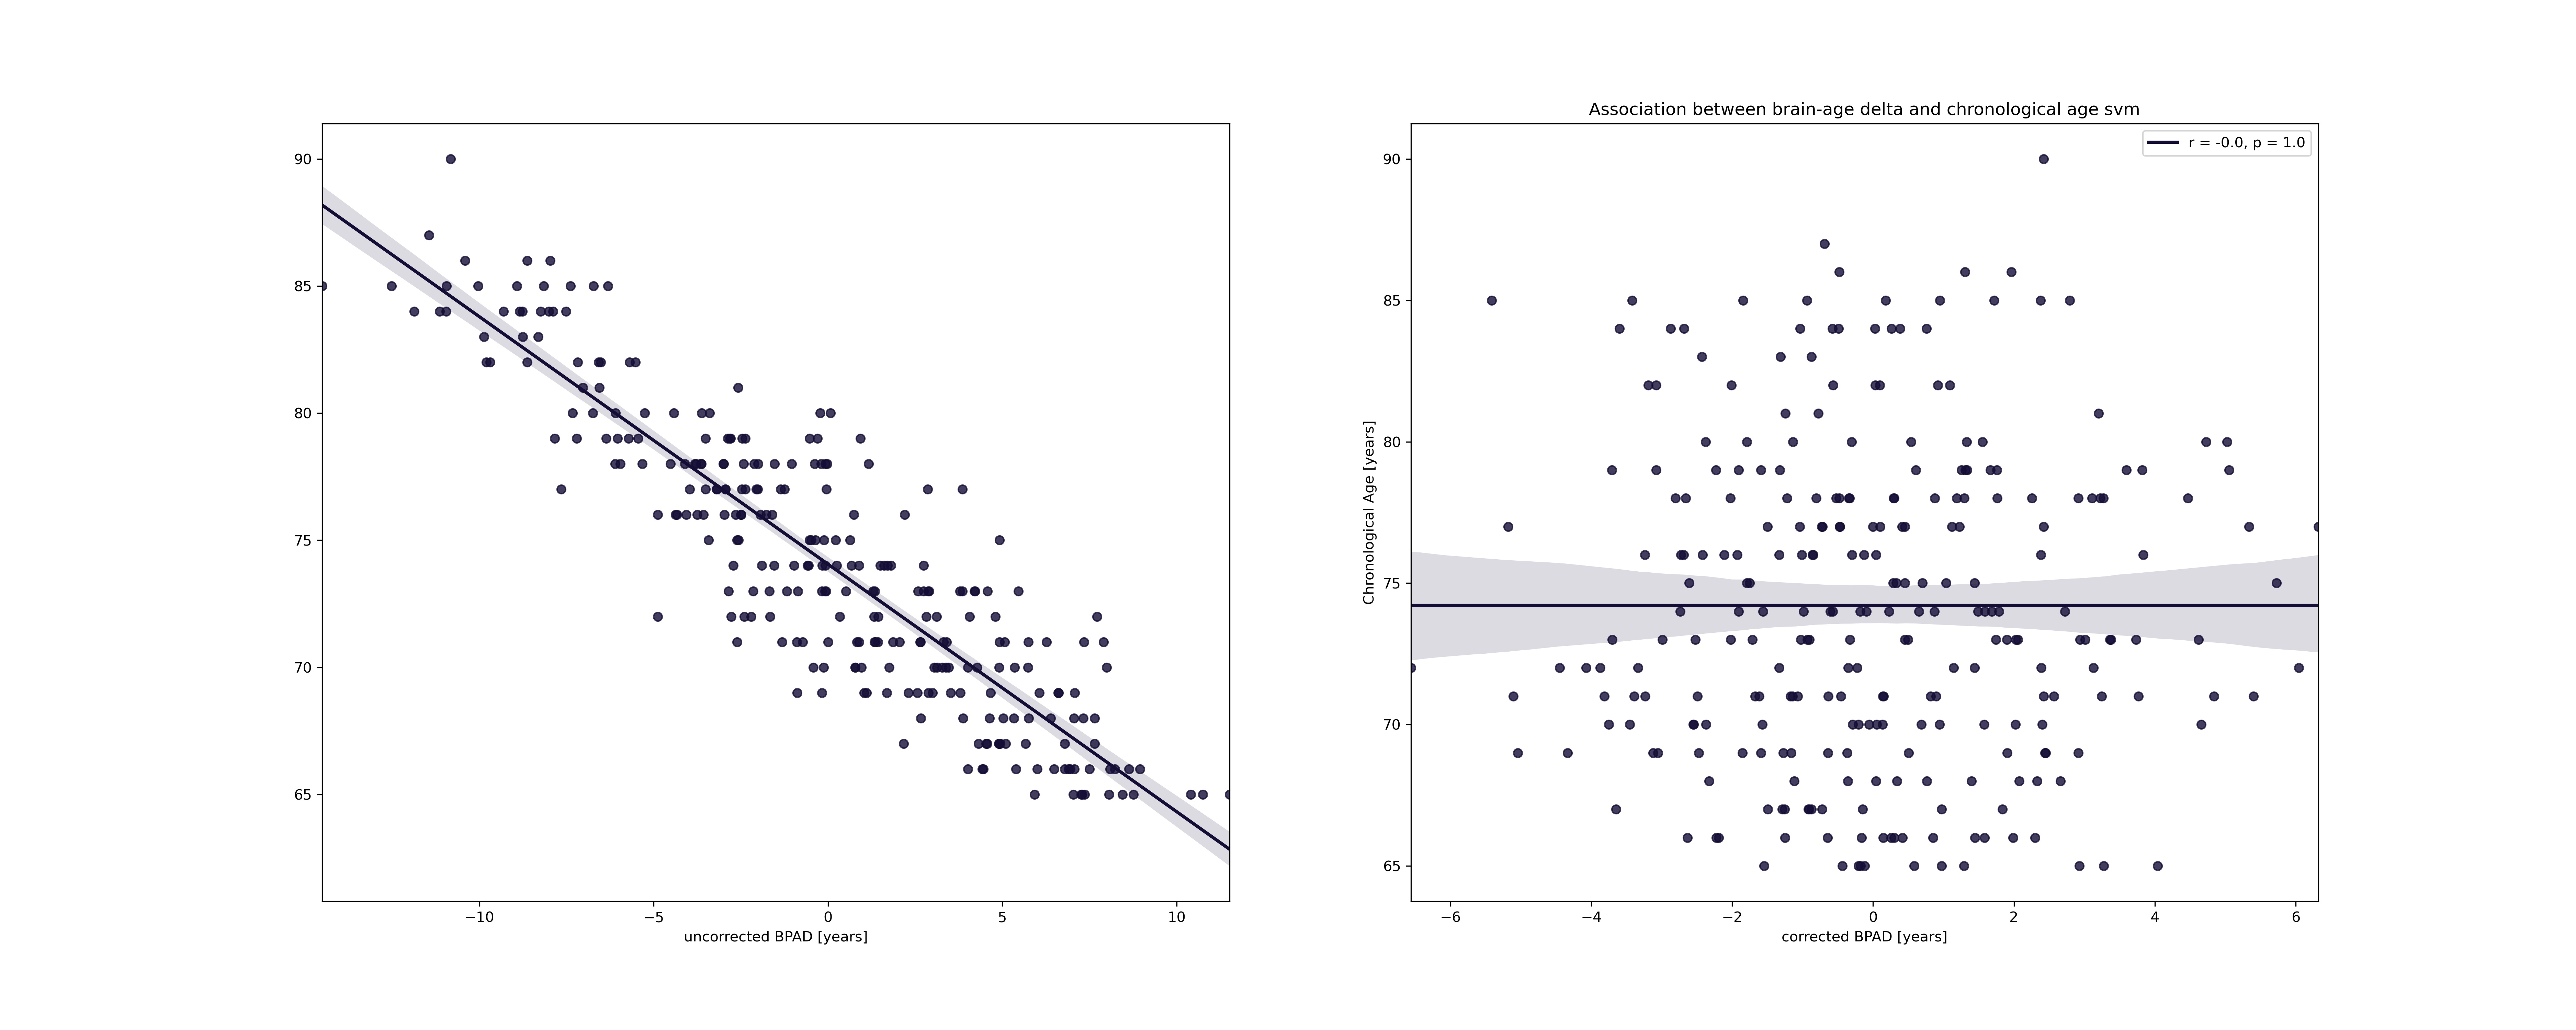 90
85
80
75
70
65
−10 −5 0 5 10
uncorrected BPAD [years]
Association between brain-age delta and chronological age svm
r = -0.0, p = 1.0
Chronological Age [years]
90
85
80
75
70
65
−6 −4 −2 0 2 4 6
corrected BPAD [years]